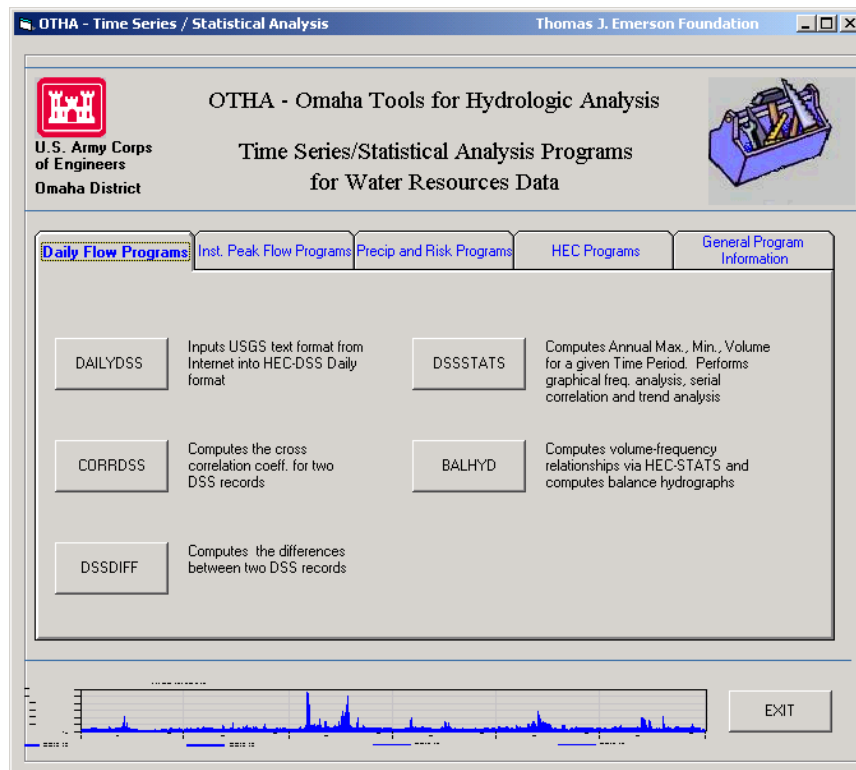 OTHA - Time Series / Statistical Analysis
Thomas J. Emerson Foundation
U.S. Army Corps
of Engineers
Omaha District
OTHA - Omaha Tools for Hydrologic Analysis
Time Series/Statistical Analysis Programs
for Water Resources Data
Daily Flow Programs
Inst. Peak Flow Programs
Precip and Risk Programs
HEC Programs
General Program
Information
DAILYDSS
Inputs USGS text format from
Internet into HEC-DSS Daily
format
DSSSTATS
Computes Annual Max., Min., Volume
for a given Time Period. Performs
graphical freq. analysis, serial
correlation and trend analysis
CORRDSS
Computes the cross
correlation coeff. for two
DSS records
BALHYD
Computes volume-frequency
relationships via HEC-STATS and
computes balance hydrographs
DSSDIFF
Computes the differences
between two DSS records
EXIT